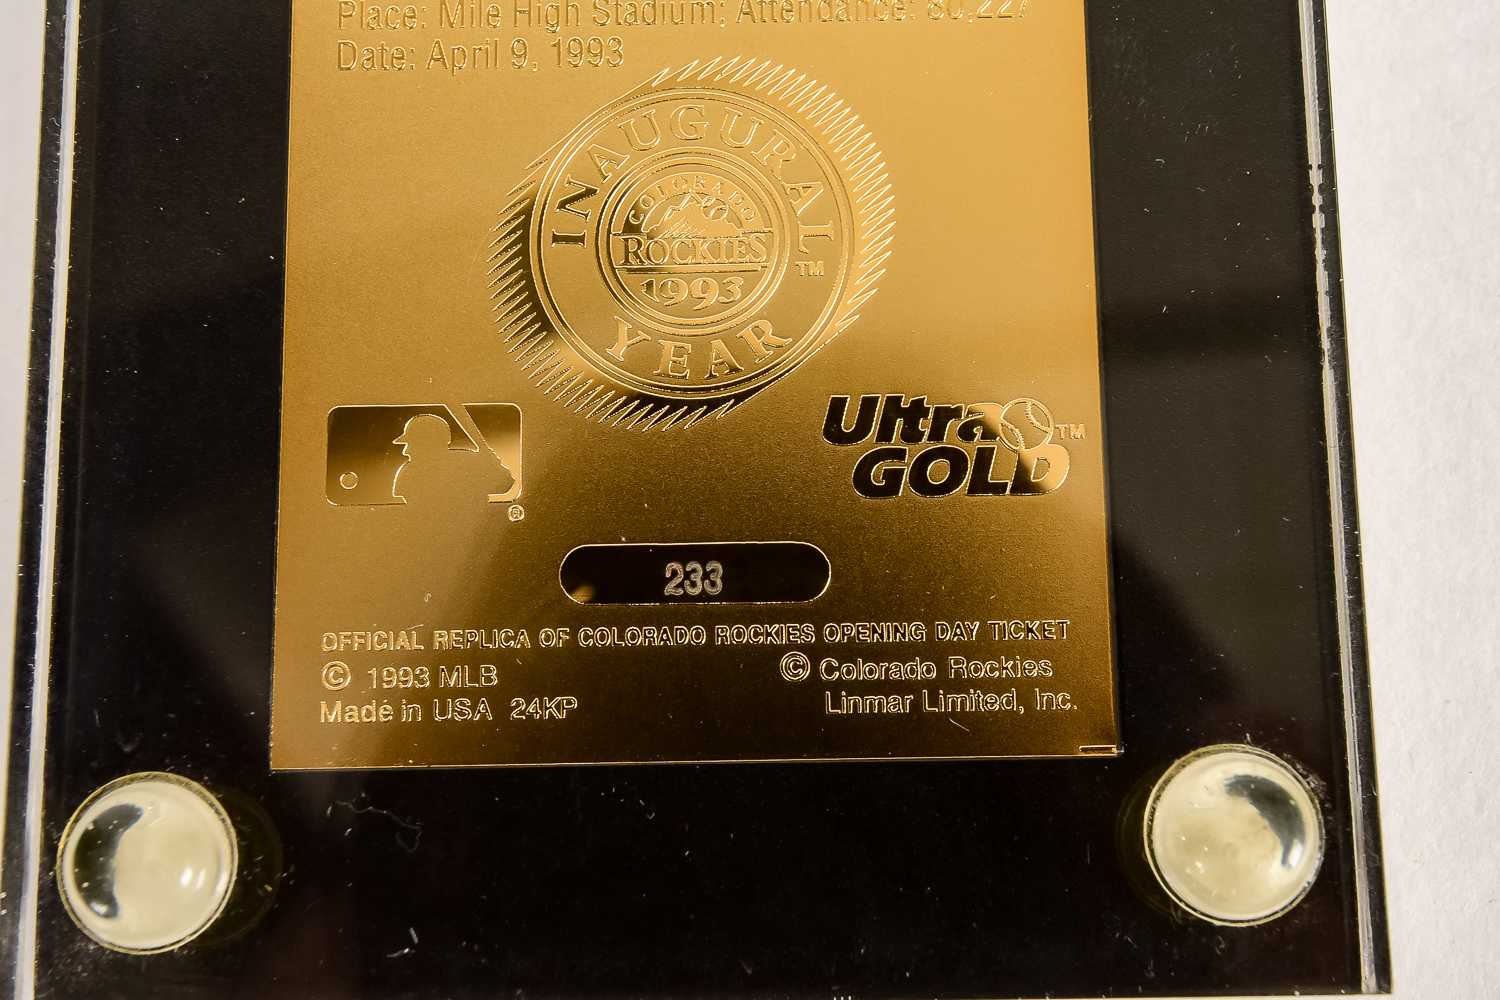 Place: Mile High Stadium; Attendance: 80,227
Date: April 9, 1993
INAUGURAL
COLORADO
ROCKIES
TM
1993
YEAR
Ultra TM
GOLD
®
233
OFFICIAL REPLICA OF COLORADO ROCKIES OPENING DAY TICKET
© 1993 MLB © Colorado Rockies
Made in USA 24KP Linmar Limited, Inc.